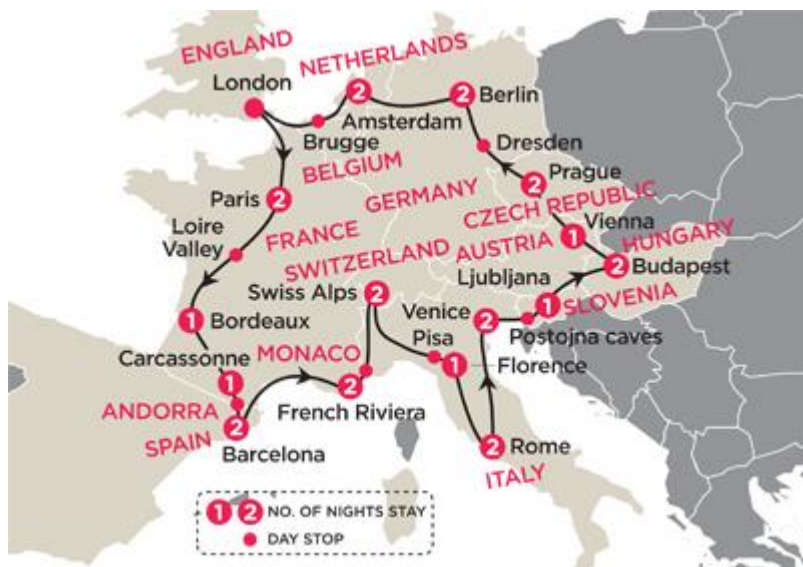 ENGLAND
London
NETHERLANDS
2
2
Berlin
Amsterdam
Brugge
Dresden
BELGIUM
Paris
2
GERMANY
2
Prague
CZECH REPUBLIC
Loire
Valley
FRANCE
Vienna
1
SWITZERLAND
AUSTRIA
HUNGARY
2
Budapest
Swiss Alps
2
Ljubljana
1
SLOVENIA
1
Bordeaux
Venice
2
Postojna caves
Pisa
1
Florence
Carcassonne
1
MONACO
2
French Riviera
ANDORRA
SPAIN
2
Barcelona
2
Rome
ITALY
1 2 NO. OF NIGHTS STAY
DAY STOP